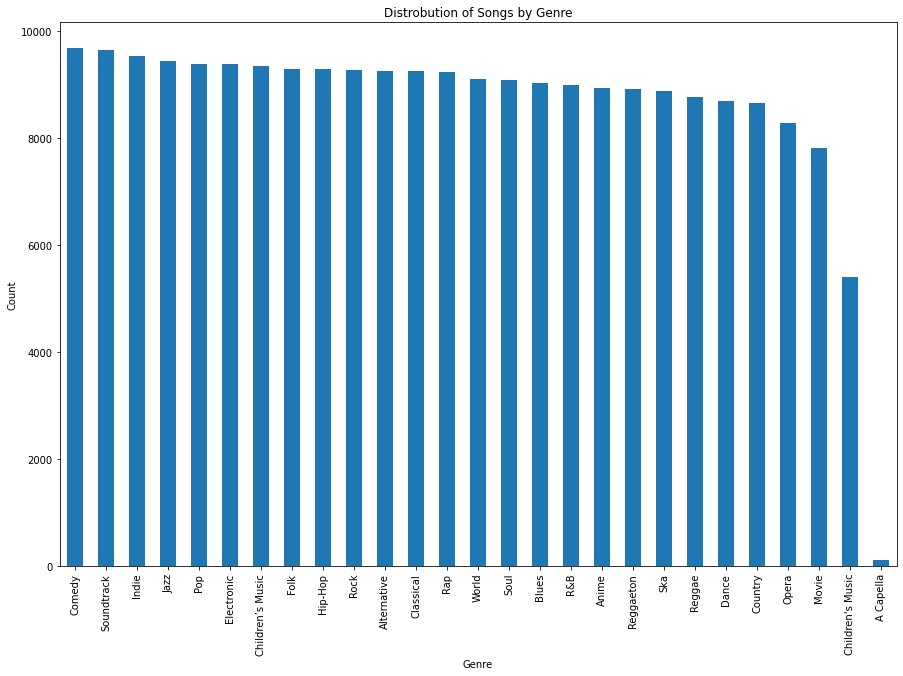 Distrobution of Songs by Genre
10000
8000
6000
4000
2000
0
Count
Comedy
Soundtrack
Indie
Jazz
Pop
Electronic
Children’s Music
Folk
Hip-Hop
Rock
Alternative
Classical
Rap
World
Soul
Blues
R&B
Anime
Reggaeton
Ska
Reggae
Dance
Country
Opera
Movie
Children's Music
A Capella
Genre